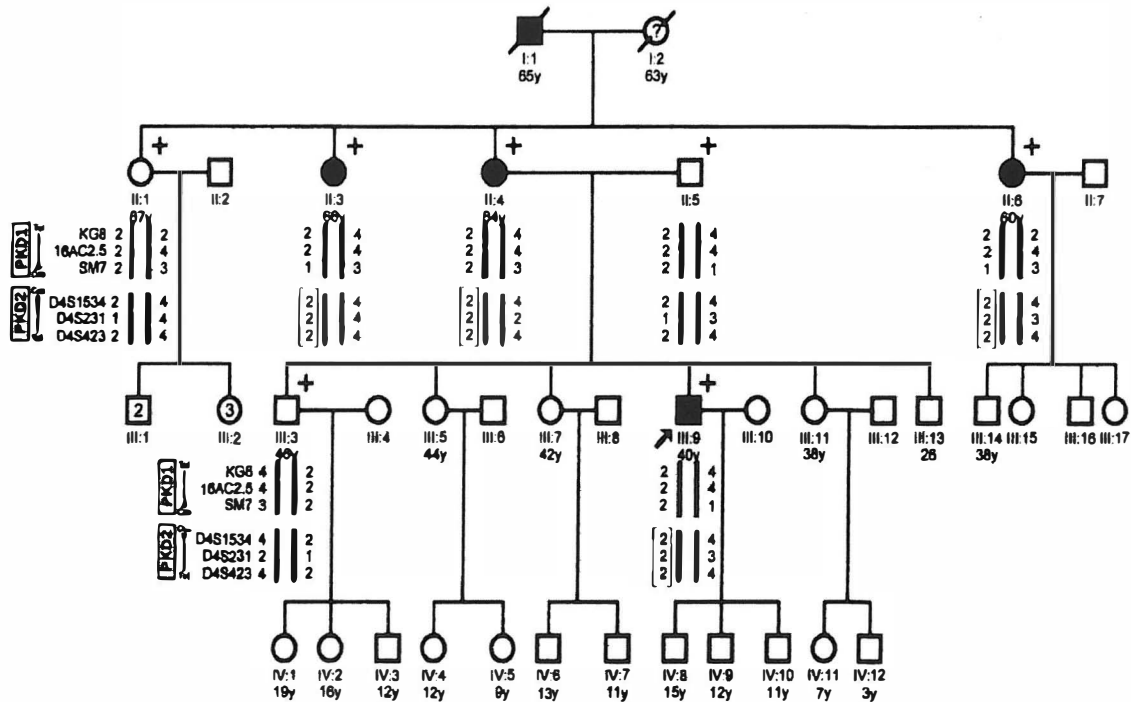 ?
I:1 I:2
65y 63y
+ + + + +
II:1 II:2 II:3 II:4 II:5 II:6 II:7
64y 60y
PKD1
KG8 2 2 2 4 2 4 2 4 2 2
16AC2.5 2 4 2 4 2 4 2 4 2 4
SM7 2 3 1 3 2 3 2 1 1 3
PKD2
D4S1534 2 4 2 4 2 4 2 4 2 4
D4S231 1 4 2 3 2 2 1 3 2 3
D4S423 2 4 2 4 2 4 2 4 2 4
+ +
2 3
III:1 III:2 III:3 III:4 III:5 III:6 III:7 III:8 III:9 III:10 III:11 III:12 III:13 III:14 III:15 III:16 III:17
44y 42y 40y 38y 26 38y
PKD1
KG8 4 2 2 4
16AC2.5 4 2 2 4
SM7 3 2 2 1
PKD2
D4S1534 4 2 2 4
D4S231 2 1 2 3
D4S423 4 2 2 4
IV:1 IV:2 IV:3 IV:4 IV:5 IV:6 IV:7 IV:8 IV:9 IV:10 IV:11 IV:12
19y 16y 12y 12y 9y 13y 11y 15y 12y 11y 7y 3y